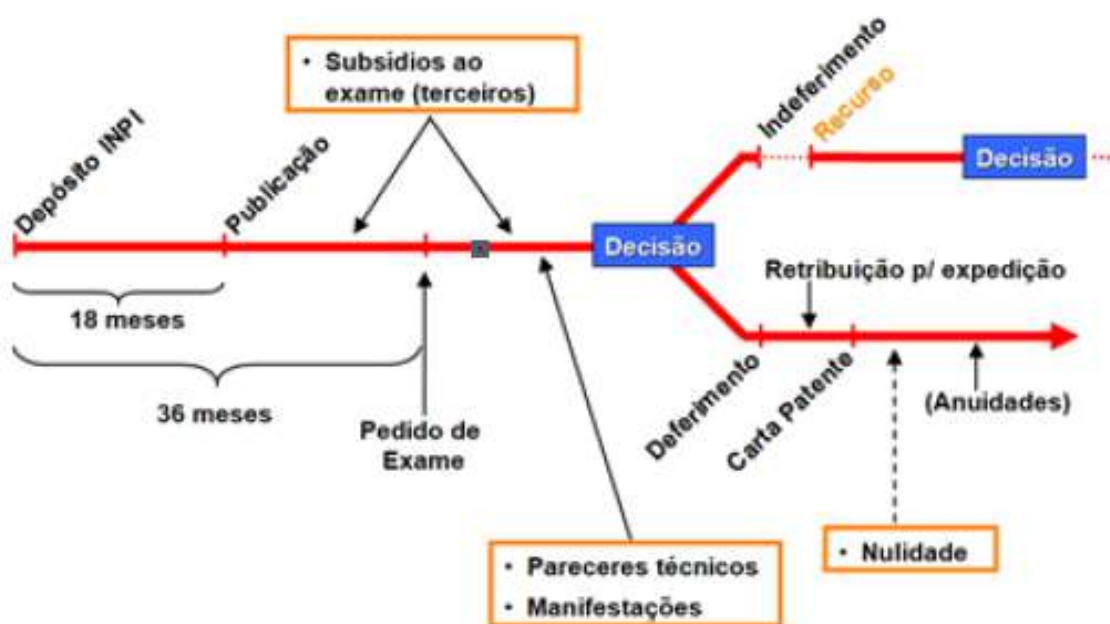 • Subsídios ao
exame (terceiros)
Indeferimento
Recurso
Decisão
Depósito INPI
Publicação
Decisão
Retribuição p/ expedição
18 meses
36 meses
Pedido de
Exame
Deferimento
Carta Patente
(Anuidades)
• Pareceres técnicos
• Manifestações
• Nulidade